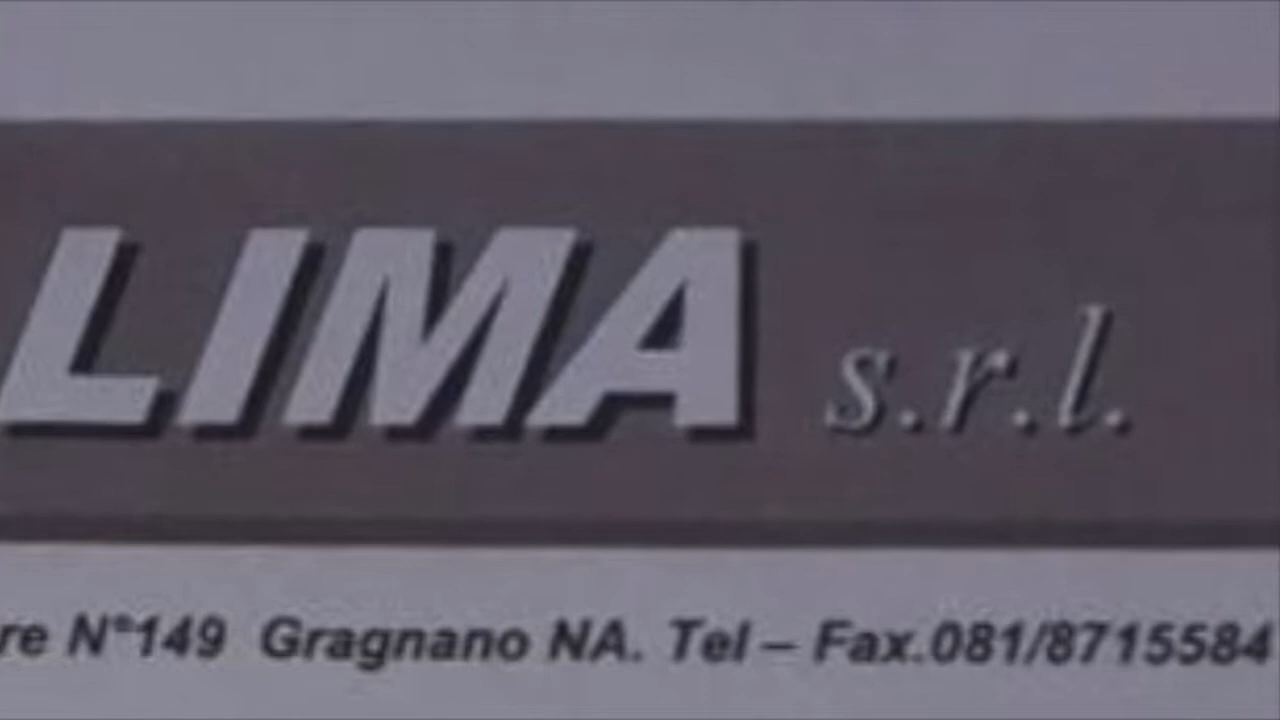 LIMA s.r.l.
re N°149 Gragnano NA. Tel – Fax.081/8715584